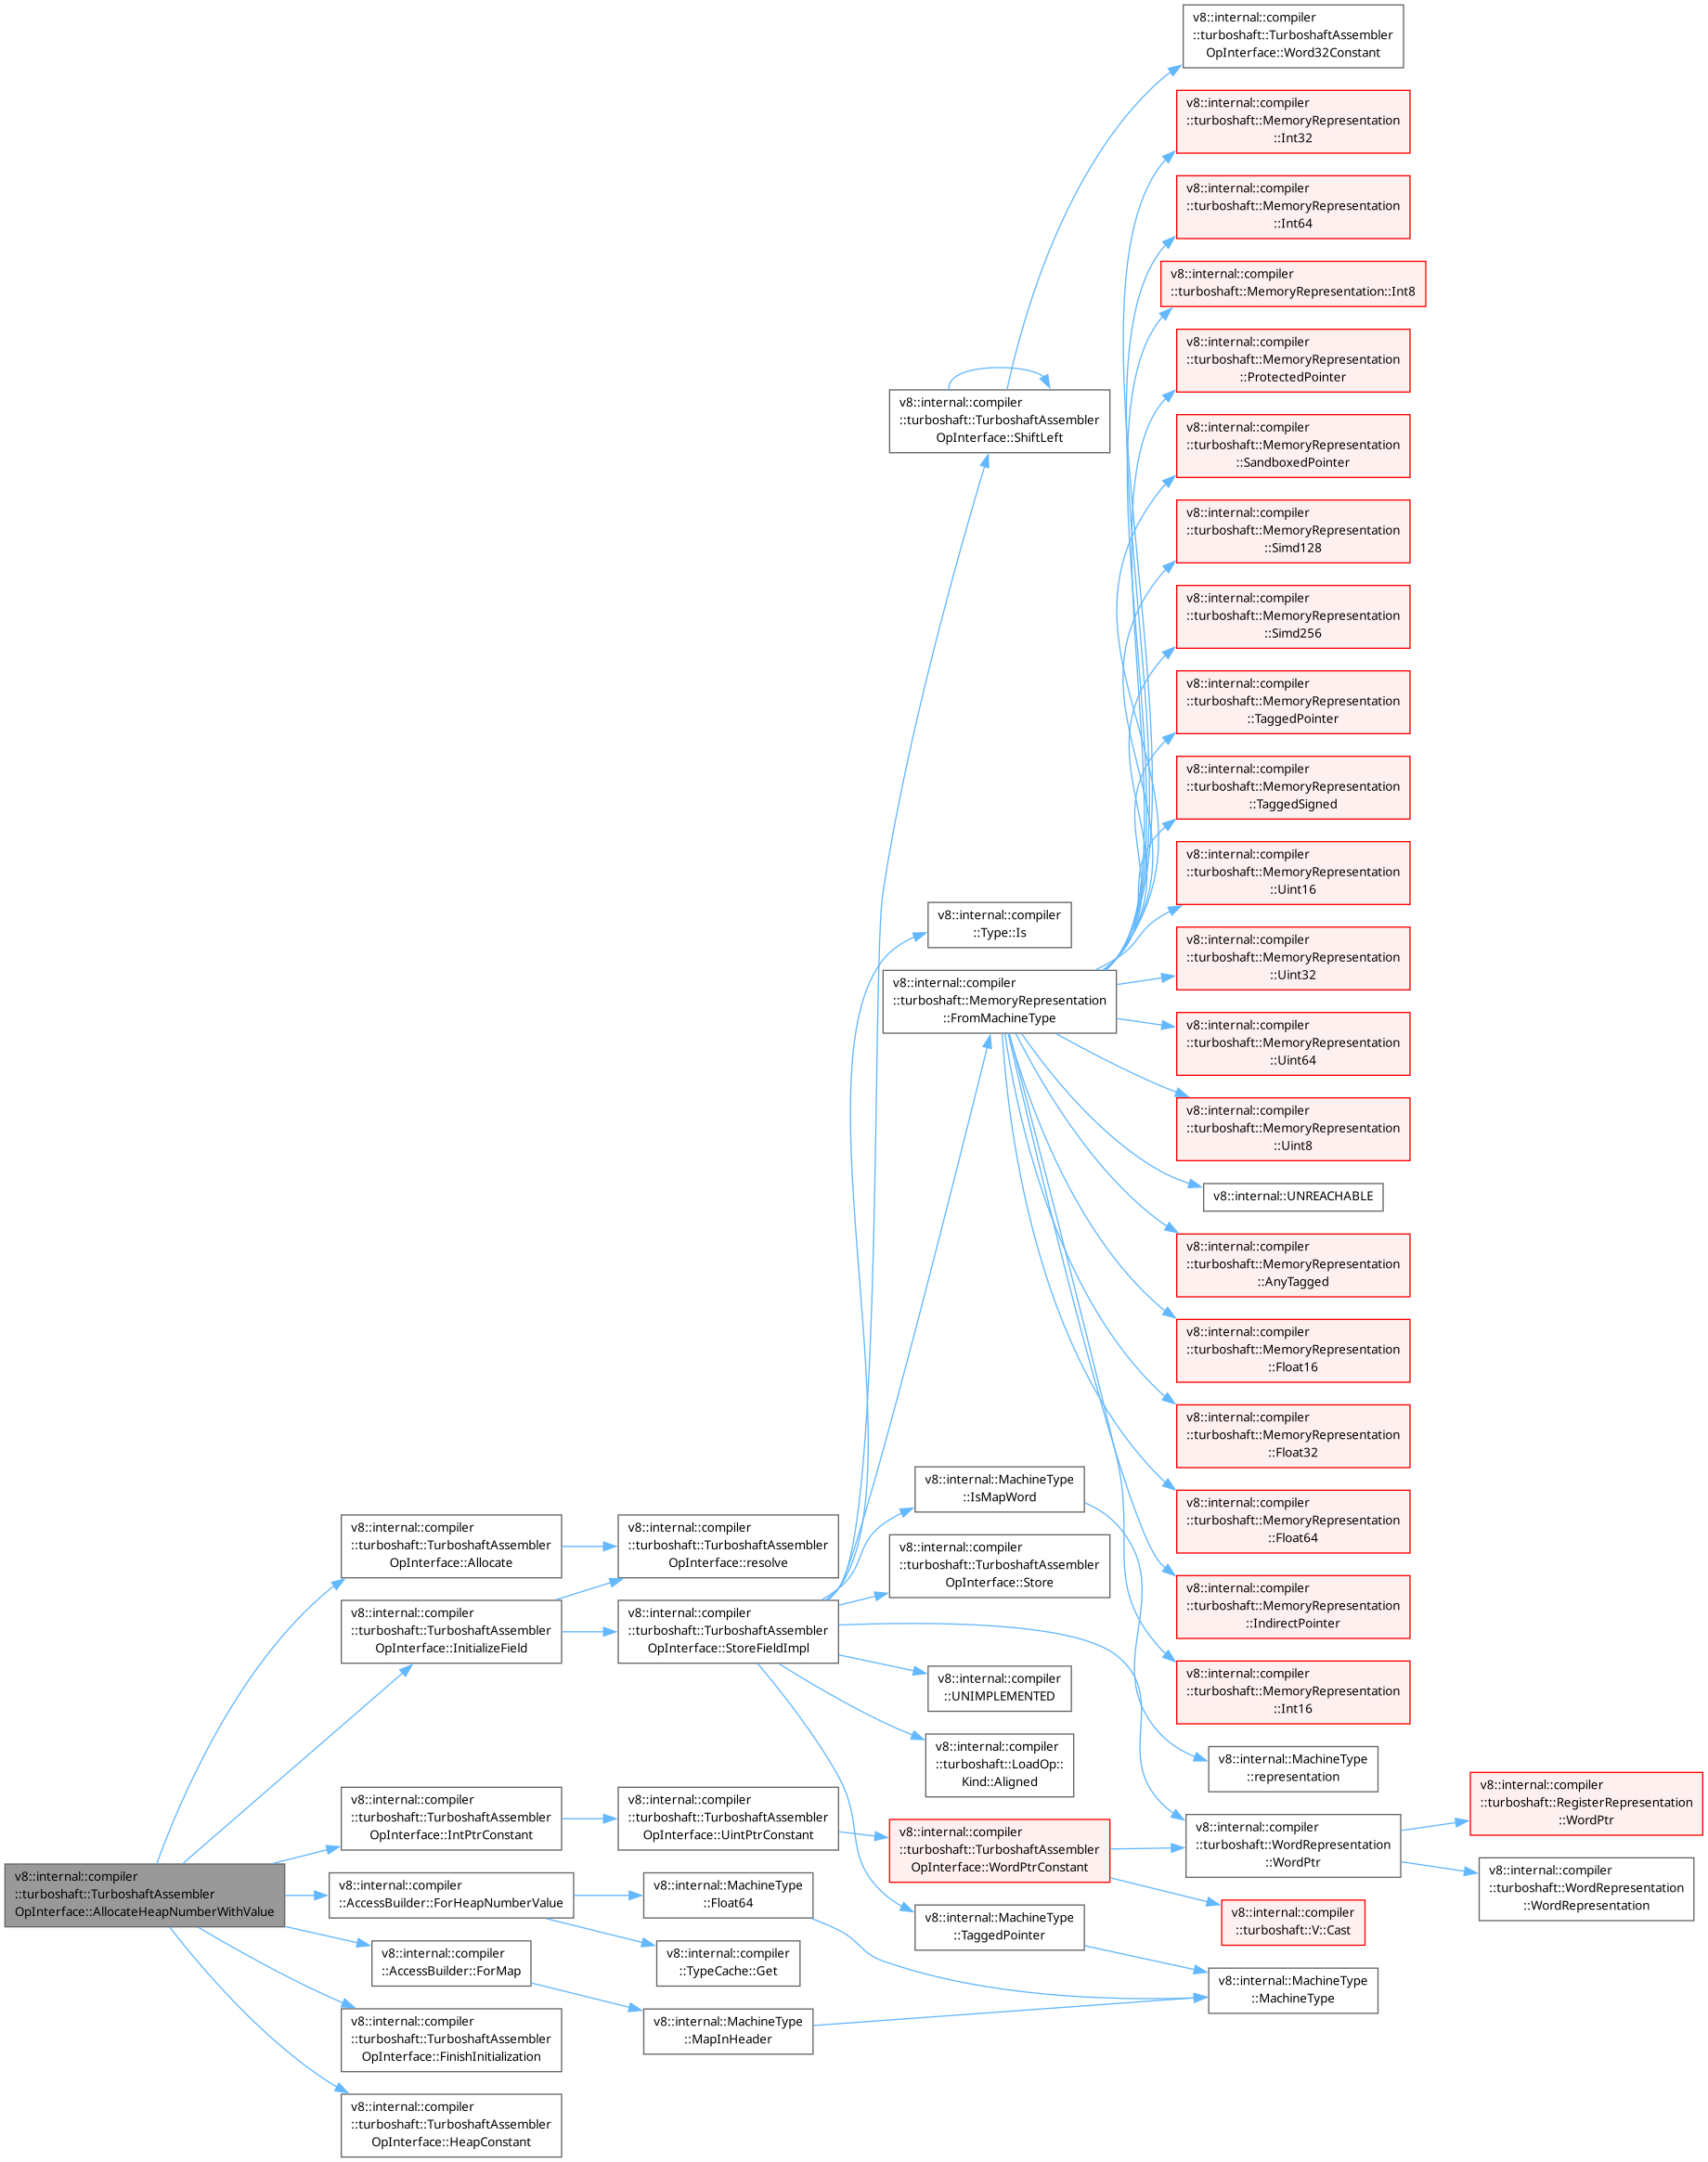 v8::internal::compiler
::turboshaft::TurboshaftAssembler
OpInterface::AllocateHeapNumberWithValue
v8::internal::compiler
::turboshaft::TurboshaftAssembler
OpInterface::Allocate
v8::internal::compiler
::turboshaft::TurboshaftAssembler
OpInterface::InitializeField
v8::internal::compiler
::turboshaft::TurboshaftAssembler
OpInterface::IntPtrConstant
v8::internal::compiler
::AccessBuilder::ForHeapNumberValue
v8::internal::compiler
::AccessBuilder::ForMap
v8::internal::compiler
::turboshaft::TurboshaftAssembler
OpInterface::FinishInitialization
v8::internal::compiler
::turboshaft::TurboshaftAssembler
OpInterface::HeapConstant
v8::internal::compiler
::turboshaft::TurboshaftAssembler
OpInterface::resolve
v8::internal::compiler
::turboshaft::TurboshaftAssembler
OpInterface::StoreFieldImpl
v8::internal::compiler
::turboshaft::TurboshaftAssembler
OpInterface::UintPtrConstant
v8::internal::MachineType
::Float64
v8::internal::compiler
::TypeCache::Get
v8::internal::MachineType
::MapInHeader
v8::internal::compiler
::turboshaft::TurboshaftAssembler
OpInterface::ShiftLeft
v8::internal::compiler
::Type::Is
v8::internal::compiler
::turboshaft::MemoryRepresentation
::FromMachineType
v8::internal::MachineType
::IsMapWord
v8::internal::compiler
::turboshaft::TurboshaftAssembler
OpInterface::Store
v8::internal::compiler
::UNIMPLEMENTED
v8::internal::compiler
::turboshaft::LoadOp::
Kind::Aligned
v8::internal::compiler
::turboshaft::TurboshaftAssembler
OpInterface::WordPtrConstant
v8::internal::MachineType
::TaggedPointer
v8::internal::compiler
::turboshaft::TurboshaftAssembler
OpInterface::Word32Constant
v8::internal::compiler
::turboshaft::MemoryRepresentation
::Int32
v8::internal::compiler
::turboshaft::MemoryRepresentation
::Int64
v8::internal::compiler
::turboshaft::MemoryRepresentation::Int8
v8::internal::compiler
::turboshaft::MemoryRepresentation
::ProtectedPointer
v8::internal::compiler
::turboshaft::MemoryRepresentation
::SandboxedPointer
v8::internal::compiler
::turboshaft::MemoryRepresentation
::Simd128
v8::internal::compiler
::turboshaft::MemoryRepresentation
::Simd256
v8::internal::compiler
::turboshaft::MemoryRepresentation
::TaggedPointer
v8::internal::compiler
::turboshaft::MemoryRepresentation
::TaggedSigned
v8::internal::compiler
::turboshaft::MemoryRepresentation
::Uint16
v8::internal::compiler
::turboshaft::MemoryRepresentation
::Uint32
v8::internal::compiler
::turboshaft::MemoryRepresentation
::Uint64
v8::internal::compiler
::turboshaft::MemoryRepresentation
::Uint8
v8::internal::UNREACHABLE
v8::internal::compiler
::turboshaft::MemoryRepresentation
::AnyTagged
v8::internal::compiler
::turboshaft::MemoryRepresentation
::Float16
v8::internal::compiler
::turboshaft::MemoryRepresentation
::Float32
v8::internal::compiler
::turboshaft::MemoryRepresentation
::Float64
v8::internal::compiler
::turboshaft::MemoryRepresentation
::IndirectPointer
v8::internal::compiler
::turboshaft::MemoryRepresentation
::Int16
v8::internal::MachineType
::representation
v8::internal::compiler
::turboshaft::WordRepresentation
::WordPtr
v8::internal::compiler
::turboshaft::V::Cast
v8::internal::MachineType
::MachineType
v8::internal::compiler
::turboshaft::RegisterRepresentation
::WordPtr
v8::internal::compiler
::turboshaft::WordRepresentation
::WordRepresentation